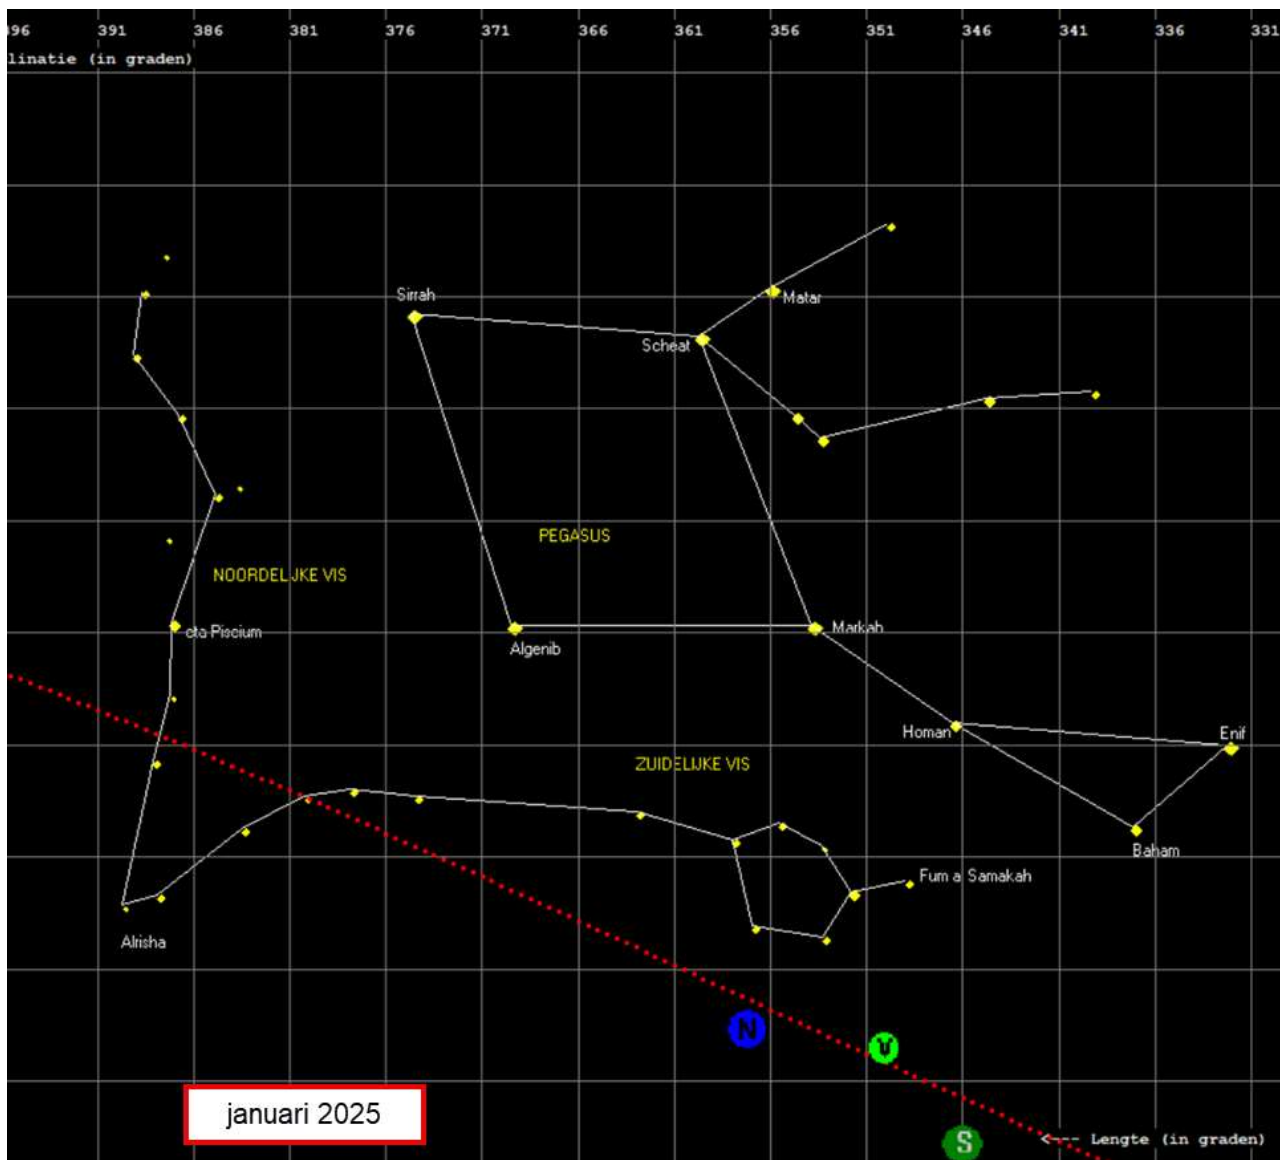 396 391 386 381 376 371 366 361 356 351 346 341 336 331
linatie (in graden)
Sirrah
Matar
Scheat
PEGASUS
NOORDELIJKE VIS
eta Piscium
Markab
Algenib
Homan
Enif
ZUIDELIJKE VIS
Baham
Fum al Samakah
Alrisha
N
januari 2025
S
<--- Lengte (in graden)